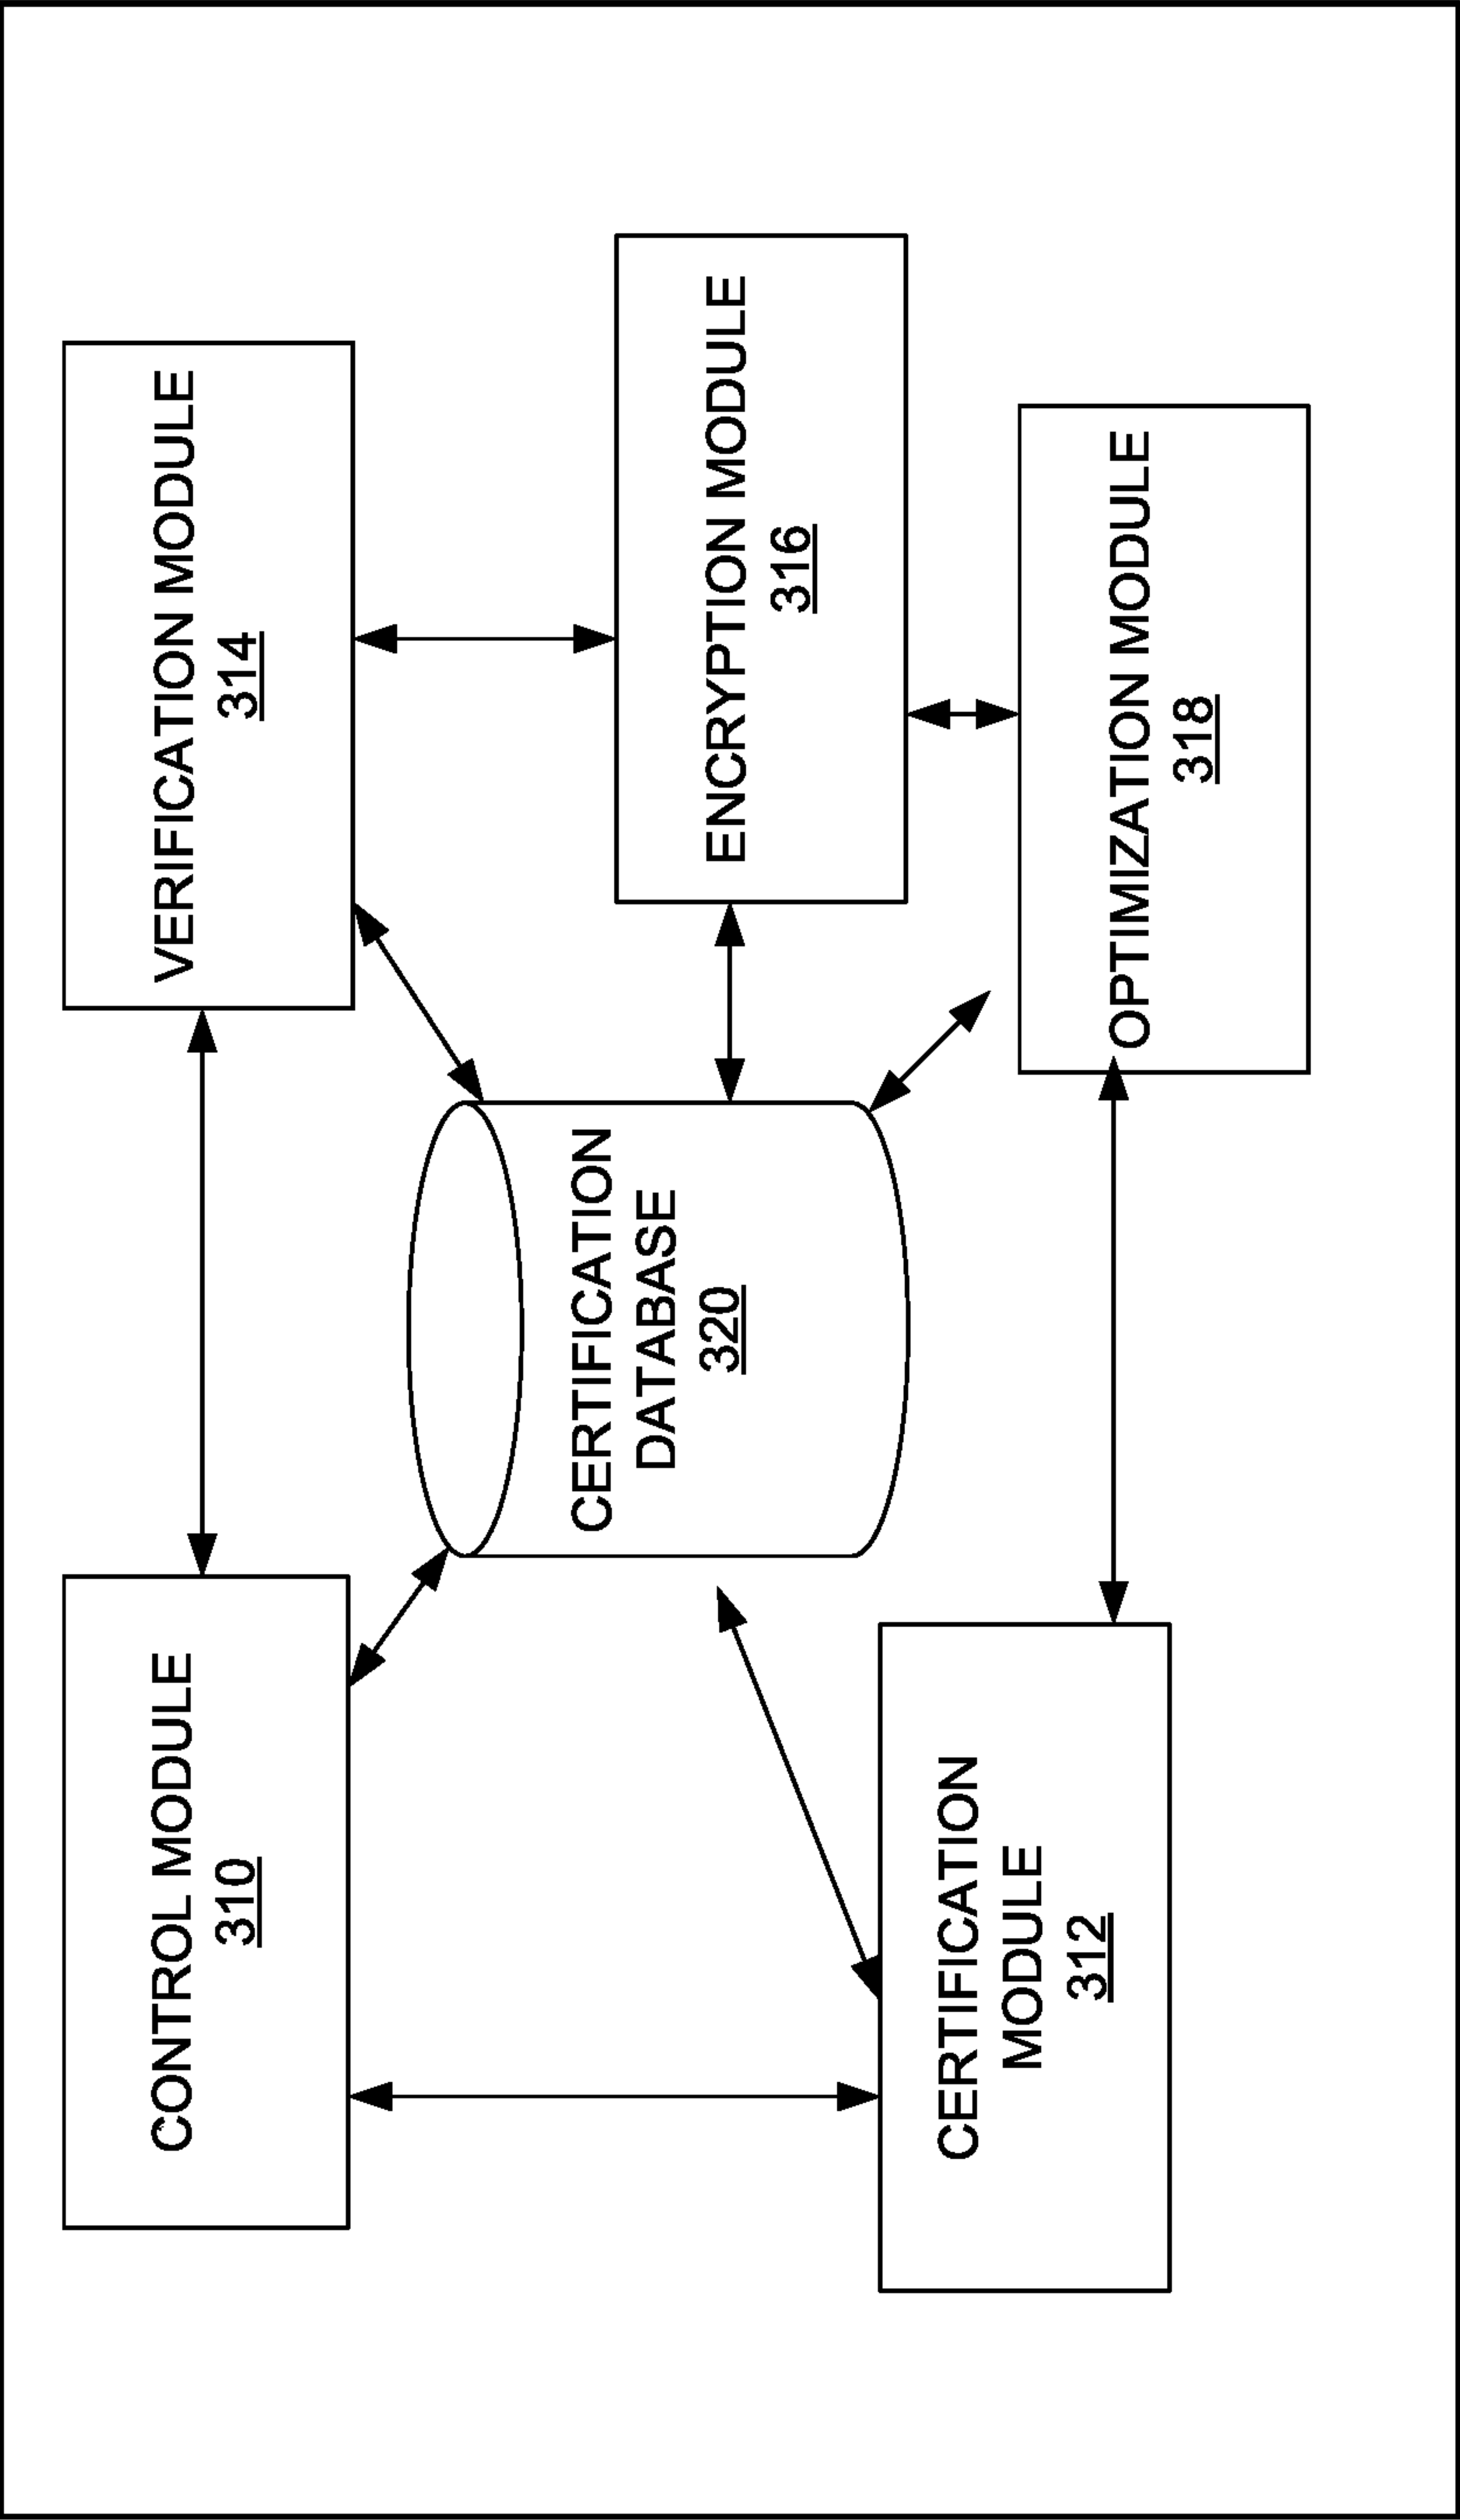 CONTROL MODULE
310
VERIFICATION MODULE
314
CERTIFICATION
DATABASE
320
ENCRYPTION MODULE
316
CERTIFICATION
MODULE
312
OPTIMIZATION MODULE
318